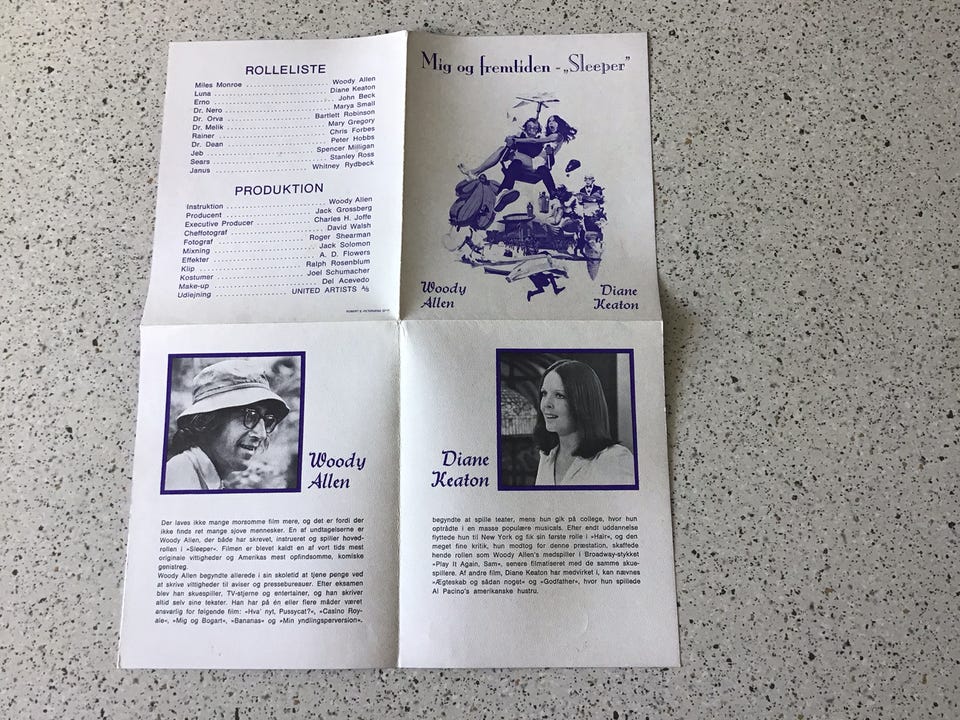 ROLLELISTE
Miles Monroe ........ Woody Allen
Luna ........ Diane Keaton
Erno ........ John Beck
Dr. Nero ........ Marya Small
Dr. Orva ........ Bartlett Robinson
Dr. Melik ........ Mary Gregory
Rainer ........ Chris Forbes
Dr. Dean ........ Peter Hobbs
Jeb ........ Spencer Milligan
Sears ........ Stanley Ross
Janus ........ Whitney Rydbeck
PRODUKTION
Instruktion ........ Woody Allen
Producent ........ Jack Grossberg
Executive Producer ........ Charles H. Joffe
Cheffotograf ........ David Walsh
Fotograf ........ Roger Shearman
Mixning ........ Jack Solomon
Effekter ........ A. D. Flowers
Klip ........ Ralph Rosenblum
Kostumer ........ Joel Schumacher
Make-up ........ Del Acevedo
Udlejning ........ UNITED ARTISTS A/S
Mig og fremtiden - „Sleeper"
Woody
Allen
Diane
Keaton
Woody
Allen
Der laves ikke mange morsomme film mere, og det er fordi der
ikke finds ret mange sjove mennesker. En af undtagelserne er
Woody Allen, der både har skrevet, instrueret og spiller hoved-
rollen i »Sleeper«. Filmen er blevet kaldt en af vort tids mest
originale vittigheder og Amerikas mest opfindsomme, komiske
genistreg.
Woody Allen begyndte allerede i sin skoletid at tjene penge ved
at skrive vittigheder til aviser og pressebureauer. Efter eksamen
blev han skuespiller, TV-stjerne og entertainer, og han skriver
altid selv sine tekster. Han har på én eller flere måder været
ansvarlig for følgende film: »Hva' nyt, Pussycat?«, »Casino Roy-
ale«, »Mig og Bogart«, »Bananas« og »Min yndlingsperversion«.
Diane
Keaton
begyndte at spille teater, mens hun gik på college, hvor hun
optrådte i en masse populære musicals. Efter endt uddannelse
flyttede hun til New York og fik sin første rolle i »Hair«, og den
meget fine kritik, hun modtog for denne præstation, skaffede
hende rollen som Woody Allen's medspiller i Broadway-stykket
»Play It Again, Sam«, senere filmatiseret med de samme skue-
spillere. Af andre film, Diane Keaton har medvirket i, kan nævnes
»Ægteskab og sådan noget« og »Godfather«, hvor hun spillede
Al Pacino's amerikanske hustru.